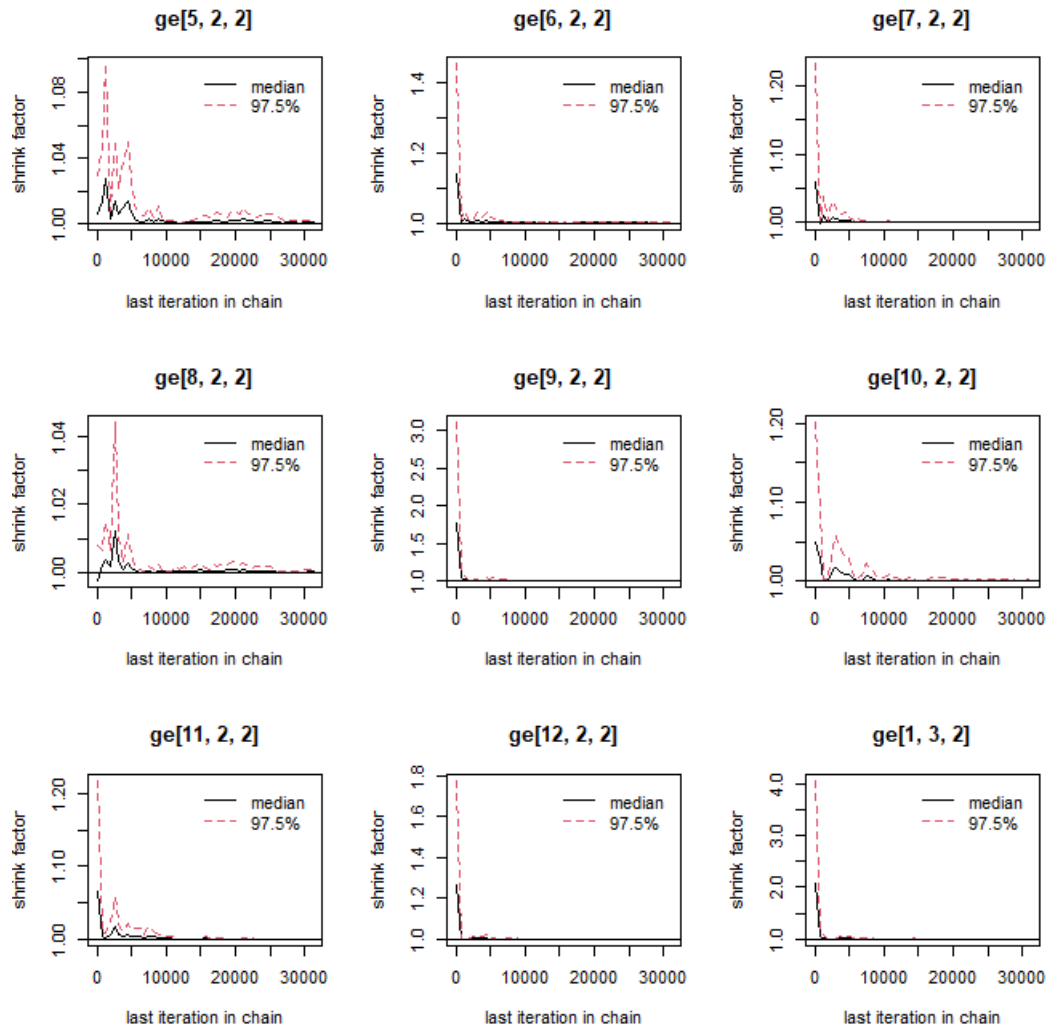 ge[5, 2, 2]
shrink factor
1.00 1.04 1.08
median
97.5%
0 10000 20000 30000
last iteration in chain
ge[6, 2, 2]
shrink factor
1.0 1.2 1.4
median
97.5%
0 10000 20000 30000
last iteration in chain
ge[7, 2, 2]
shrink factor
1.00 1.10 1.20
median
97.5%
0 10000 20000 30000
last iteration in chain
ge[8, 2, 2]
shrink factor
1.00 1.02 1.04
median
97.5%
0 10000 20000 30000
last iteration in chain
ge[9, 2, 2]
shrink factor
1.0 1.5 2.0 2.5 3.0
median
97.5%
0 10000 20000 30000
last iteration in chain
ge[10, 2, 2]
shrink factor
1.00 1.10 1.20
median
97.5%
0 10000 20000 30000
last iteration in chain
ge[11, 2, 2]
shrink factor
1.00 1.10 1.20
median
97.5%
0 10000 20000 30000
last iteration in chain
ge[12, 2, 2]
shrink factor
1.0 1.2 1.4 1.6 1.8
median
97.5%
0 10000 20000 30000
last iteration in chain
ge[1, 3, 2]
shrink factor
1.0 2.0 3.0 4.0
median
97.5%
0 10000 20000 30000
last iteration in chain